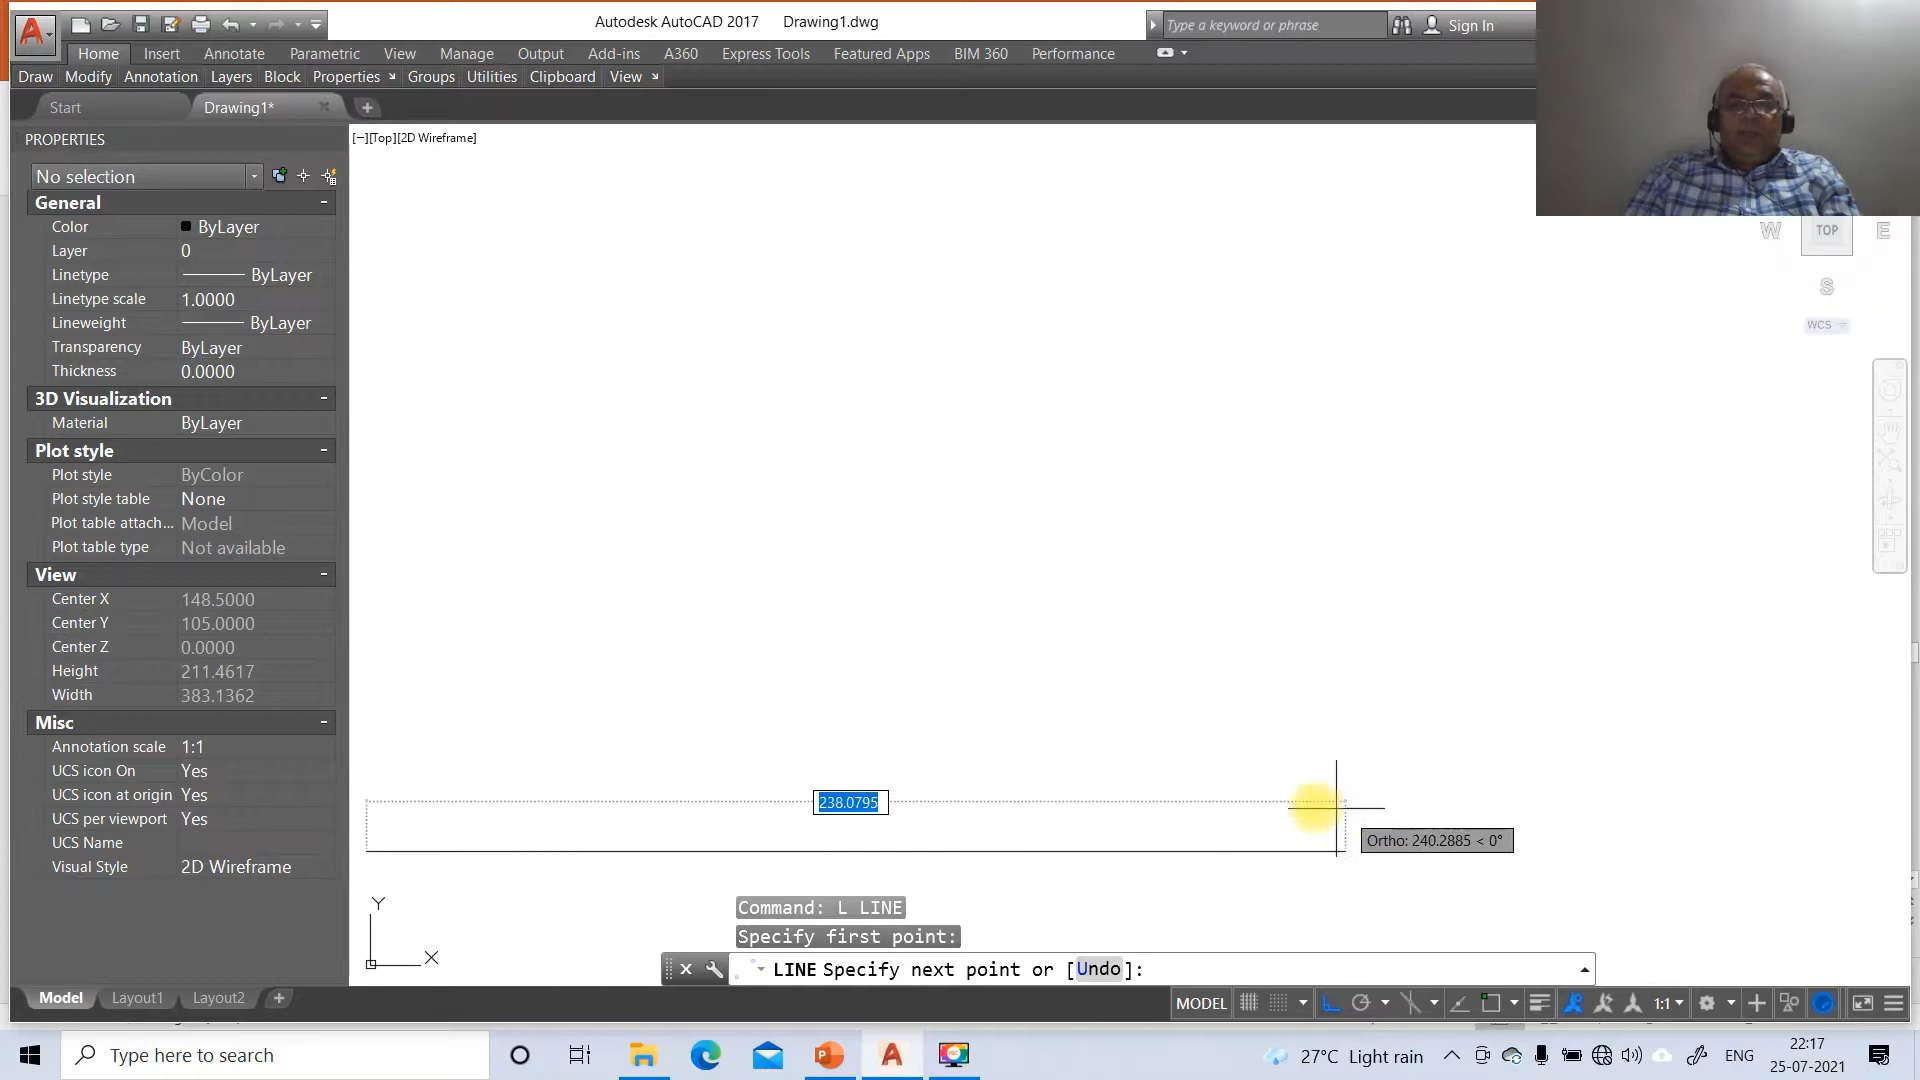 Autodesk AutoCAD 2017 Drawing1.dwg
Type a keyword or phrase
Sign In
Home Insert Annotate Parametric View Manage Output Add-ins A360 Express Tools Featured Apps BIM 360 Performance
Draw Modify Annotation Layers Block Properties Groups Utilities Clipboard View
Start Drawing1*
PROPERTIES
[−][Top][2D Wireframe]
No selection
General
Color ByLayer
Layer 0
Linetype ByLayer
Linetype scale 1.0000
Lineweight ByLayer
Transparency ByLayer
Thickness 0.0000
3D Visualization
Material ByLayer
Plot style
Plot style ByColor
Plot style table None
Plot table attach... Model
Plot table type Not available
View
Center X 148.5000
Center Y 105.0000
Center Z 0.0000
Height 211.4617
Width 383.1362
Misc
Annotation scale 1:1
UCS icon On Yes
UCS icon at origin Yes
UCS per viewport Yes
UCS Name
Visual Style 2D Wireframe
W TOP E
S
WCS
238.0795
Ortho: 240.2885 < 0°
Y
X
Command: L LINE
Specify first point:
LINE Specify next point or [Undo]:
Model Layout1 Layout2
MODEL
1:1
Type here to search
27°C Light rain
ENG
22:17
25-07-2021